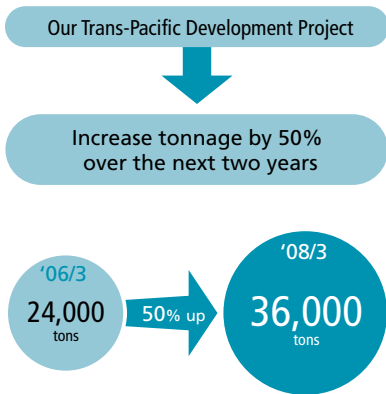 Our Trans-Pacific Development Project
Increase tonnage by 50%
over the next two years
‘06/3
24,000
tons
50% up
‘08/3
36,000
tons